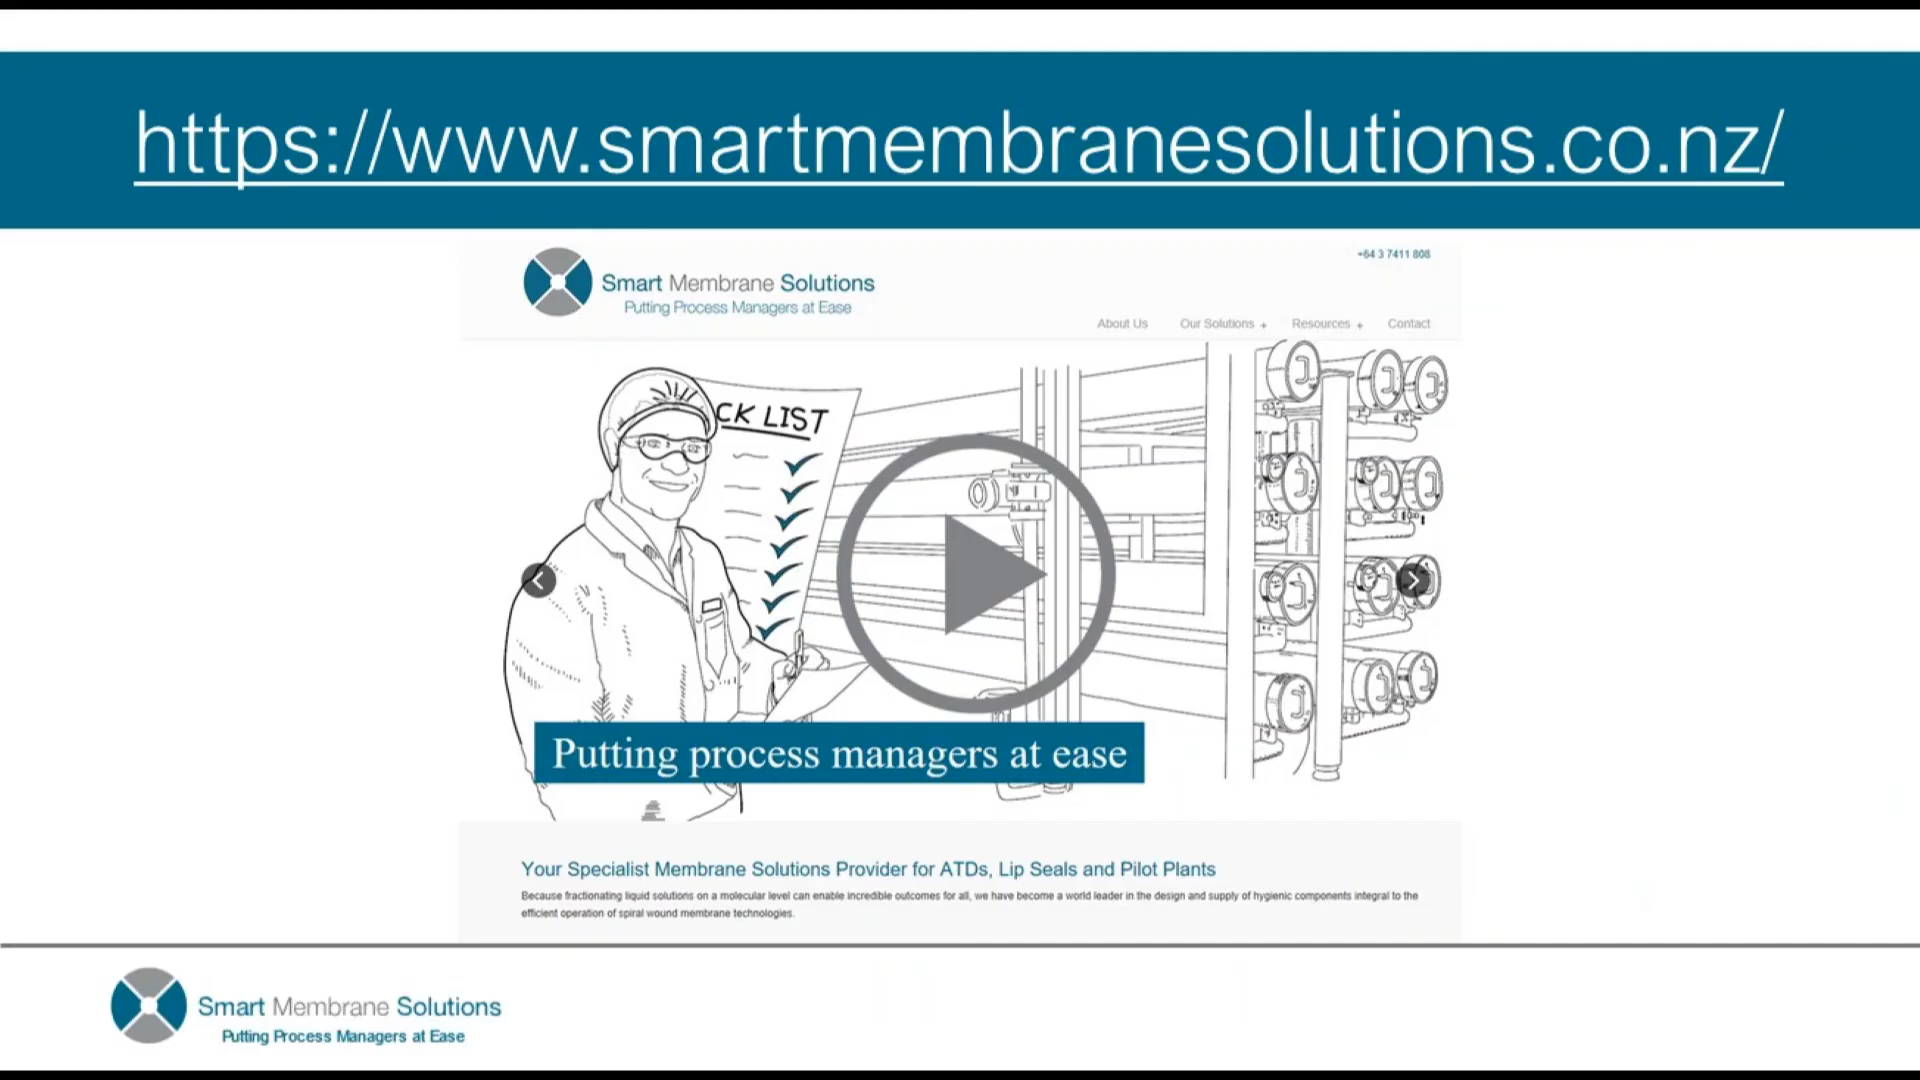 https://www.smartmembranesolutions.co.nz/
+64 3 7411 808
Smart Membrane Solutions
Putting Process Managers at Ease
About Us Our Solutions + Resources + Contact
CK LIST
Putting process managers at ease
Your Specialist Membrane Solutions Provider for ATDs, Lip Seals and Pilot Plants
Because fractionating liquid solutions on a molecular level can enable incredible outcomes for all, we have become a world leader in the design and supply of hygienic components integral to the
efficient operation of spiral wound membrane technologies.
Smart Membrane Solutions
Putting Process Managers at Ease